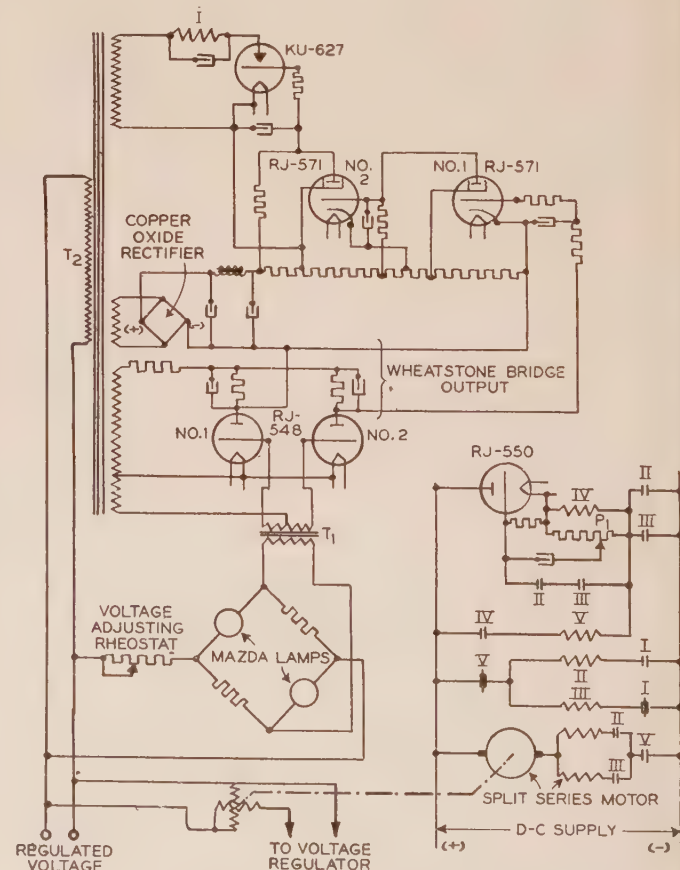 I
KU-627
RJ-571
NO. 2
NO.1
RJ-571
COPPER
OXIDE
RECTIFIER
T2
(+)
(-)
WHEATSTONE BRIDGE
OUTPUT
NO.1
RJ-
548
NO.2
RJ-550
II
IV
P1
III
T1
II
III
VOLTAGE
ADJUSTING
RHEOSTAT
MAZDA LAMPS
IV
V
V
II
I
III
I
II
V
III
SPLIT SERIES MOTOR
D-C SUPPLY
(+)
(-)
REGULATED
VOLTAGE
TO VOLTAGE
REGULATOR